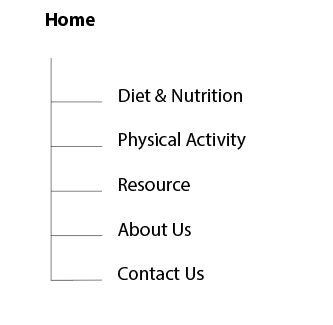 Home
Diet & Nutrition
Physical Activity
Resource
About Us
Contact Us